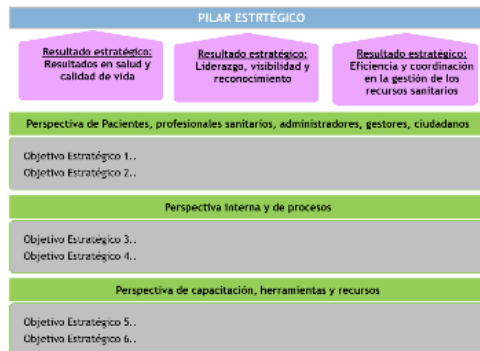 PILAR ESTRTÉGICO
Resultado estratégico:
Resultados en salud y
calidad de vida
Resultado estratégico:
Liderazgo, visibilidad y
reconocimiento
Resultado estratégico:
Eficiencia y coordinación
en la gestión de los
recursos sanitarios
Perspectiva de Pacientes, profesionales sanitarios, administradores, gestores, ciudadanos
Objetivo Estratégico 1..
Objetivo Estratégico 2..
Perspectiva interna y de procesos
Objetivo Estratégico 3..
Objetivo Estratégico 4..
Perspectiva de capacitación, herramientas y recursos
Objetivo Estratégico 5..
Objetivo Estratégico 6..